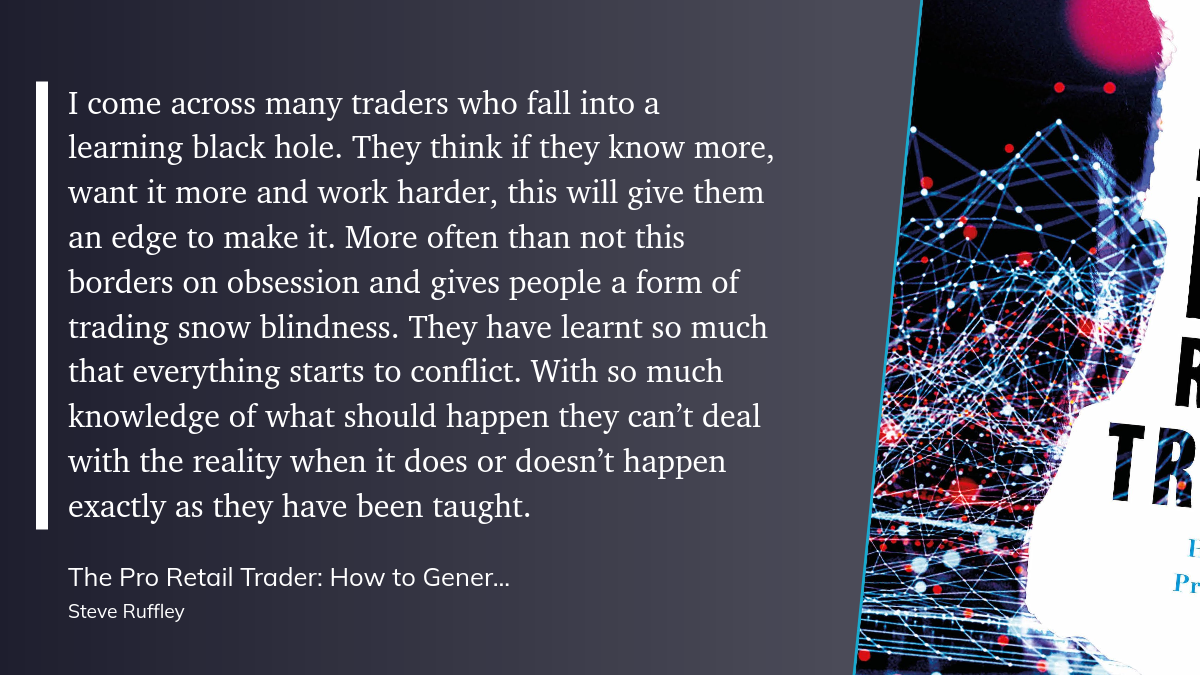 I come across many traders who fall into a
learning black hole. They think if they know more,
want it more and work harder, this will give them
an edge to make it. More often than not this
borders on obsession and gives people a form of
trading snow blindness. They have learnt so much
that everything starts to conflict. With so much
knowledge of what should happen they can’t deal
with the reality when it does or doesn’t happen
exactly as they have been taught.
The Pro Retail Trader: How to Gener...
Steve Ruffley
R
TR
H
Pr